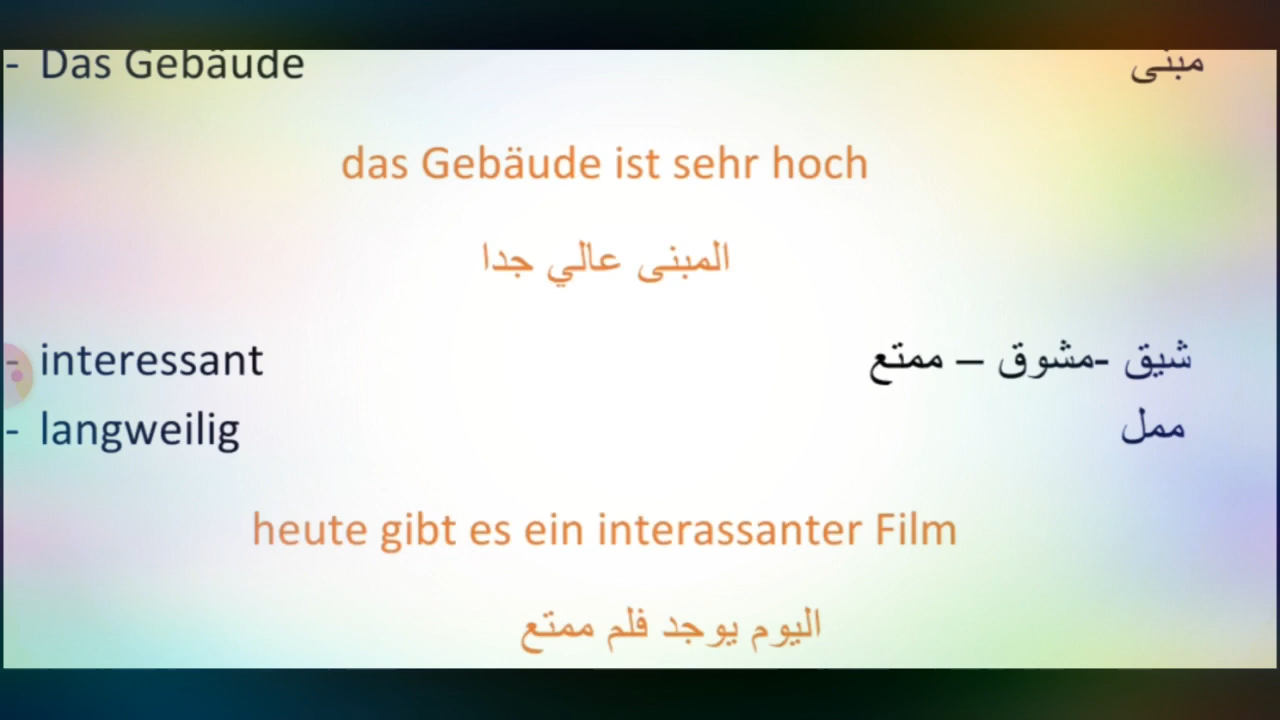 - Das Gebäude مبنى
das Gebäude ist sehr hoch
المبنى عالي جدا
- interessant شيق -مشوق – ممتع
- langweilig ممل
heute gibt es ein interassanter Film
اليوم يوجد فلم ممتع